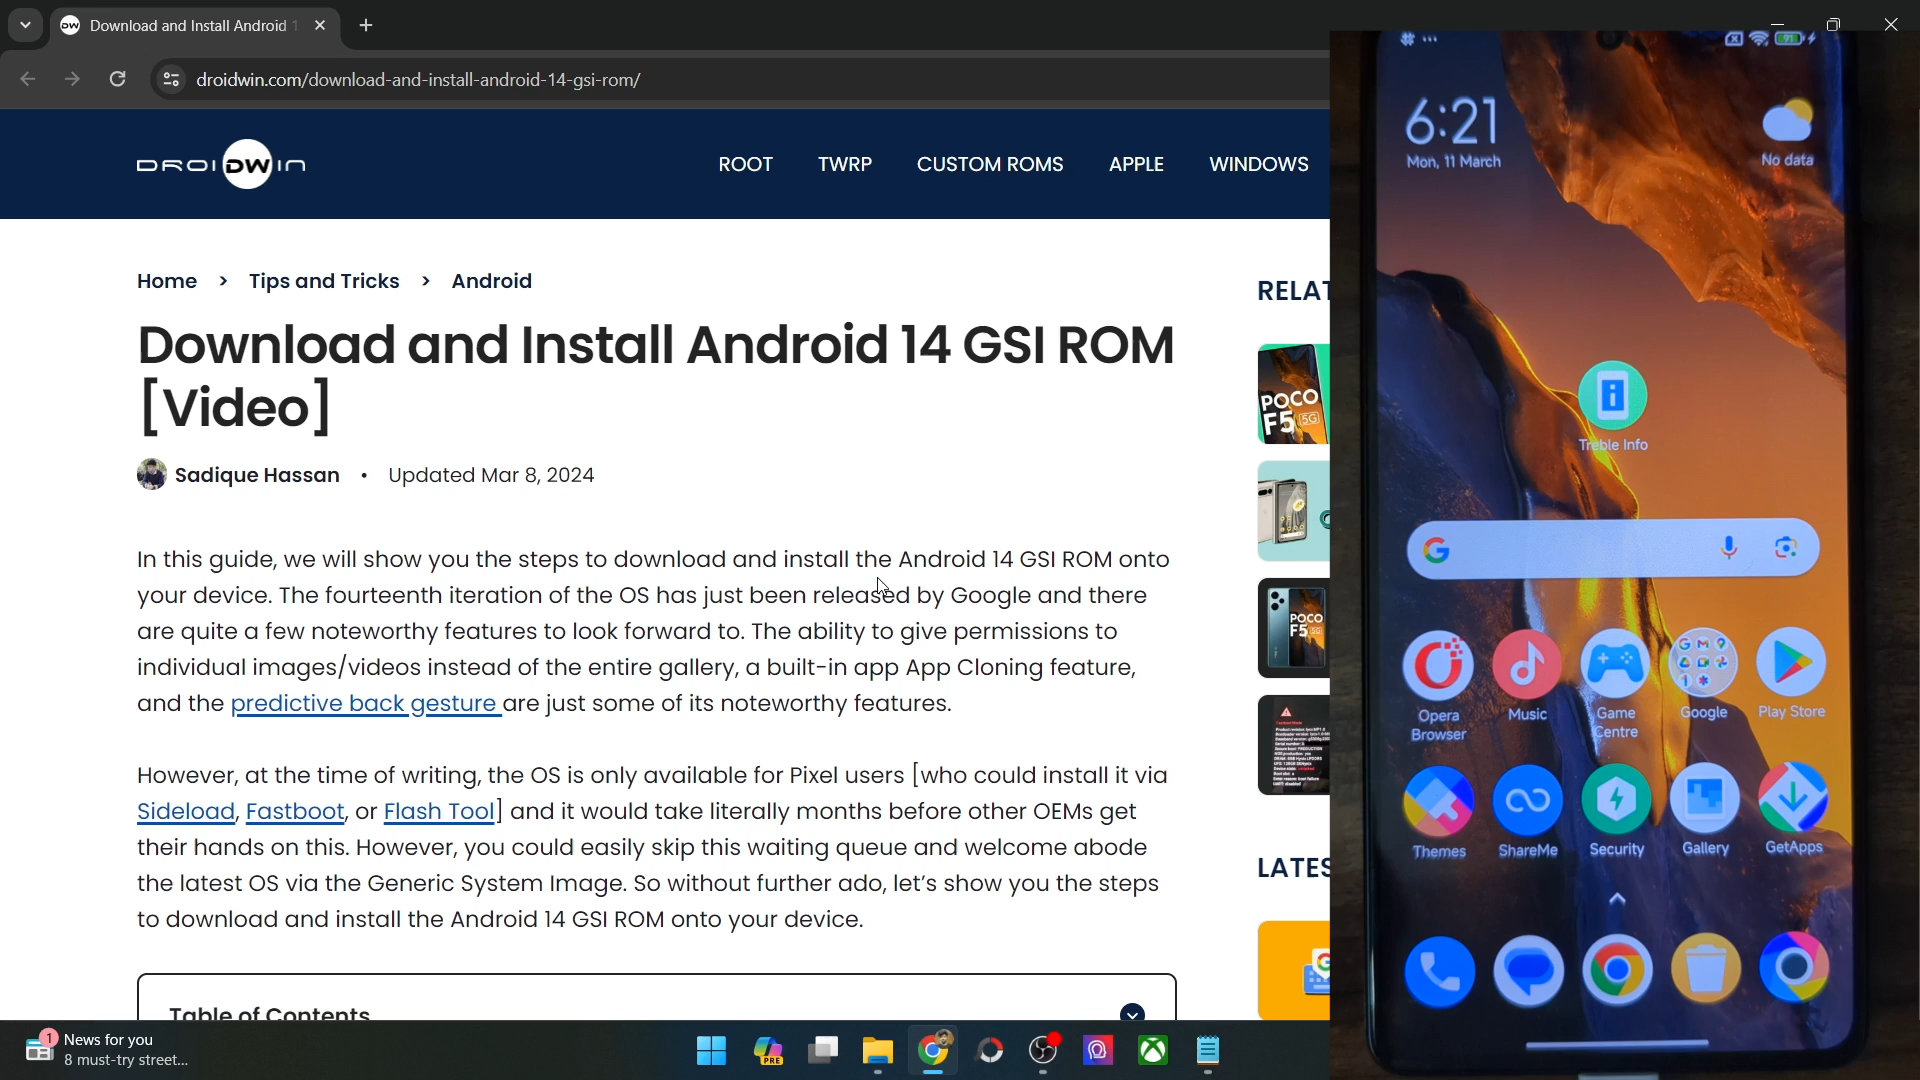 Download and Install Android 1
droidwin.com/download-and-install-android-14-gsi-rom/
DROIDWIN
ROOT
TWRP
CUSTOM ROMS
APPLE
WINDOWS
Home > Tips and Tricks > Android
Download and Install Android 14 GSI ROM
[Video]
Sadique Hassan • Updated Mar 8, 2024
In this guide, we will show you the steps to download and install the Android 14 GSI ROM onto
your device. The fourteenth iteration of the OS has just been released by Google and there
are quite a few noteworthy features to look forward to. The ability to give permissions to
individual images/videos instead of the entire gallery, a built-in app App Cloning feature,
and the predictive back gesture are just some of its noteworthy features.
However, at the time of writing, the OS is only available for Pixel users [who could install it via
Sideload, Fastboot, or Flash Tool] and it would take literally months before other OEMs get
their hands on this. However, you could easily skip this waiting queue and welcome abode
the latest OS via the Generic System Image. So without further ado, let's show you the steps
to download and install the Android 14 GSI ROM onto your device.
Table of Contents
RELAT
POCO
F5 5G
POCO
F5
LATES
91
6:21
Mon, 11 March
No data
Treble Info
Opera
Browser
Music
Game
Centre
Google
Play Store
Themes
ShareMe
Security
Gallery
GetApps
1
News for you
8 must-try street...
PRE